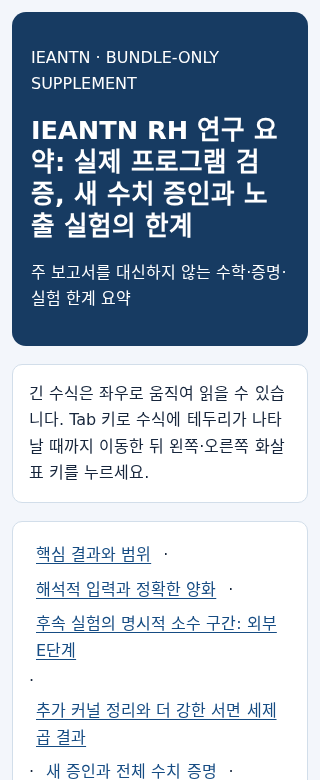 IEANTN · BUNDLE-ONLY
SUPPLEMENT
IEANTN RH 연구 요
약: 실제 프로그램 검
증, 새 수치 증인과 노
출 실험의 한계
주 보고서를 대신하지 않는 수학·증명·
실험 한계 요약
긴 수식은 좌우로 움직여 읽을 수 있습
니다. Tab 키로 수식에 테두리가 나타
날 때까지 이동한 뒤 왼쪽·오른쪽 화살
표 키를 누르세요.
핵심 결과와 범위 ·
해석적 입력과 정확한 양화 ·
후속 실험의 명시적 소수 구간: 외부
E단계
·
추가 커널 정리와 더 강한 서면 세제
곱 결과
· 새 증인과 전체 수치 증명 ·